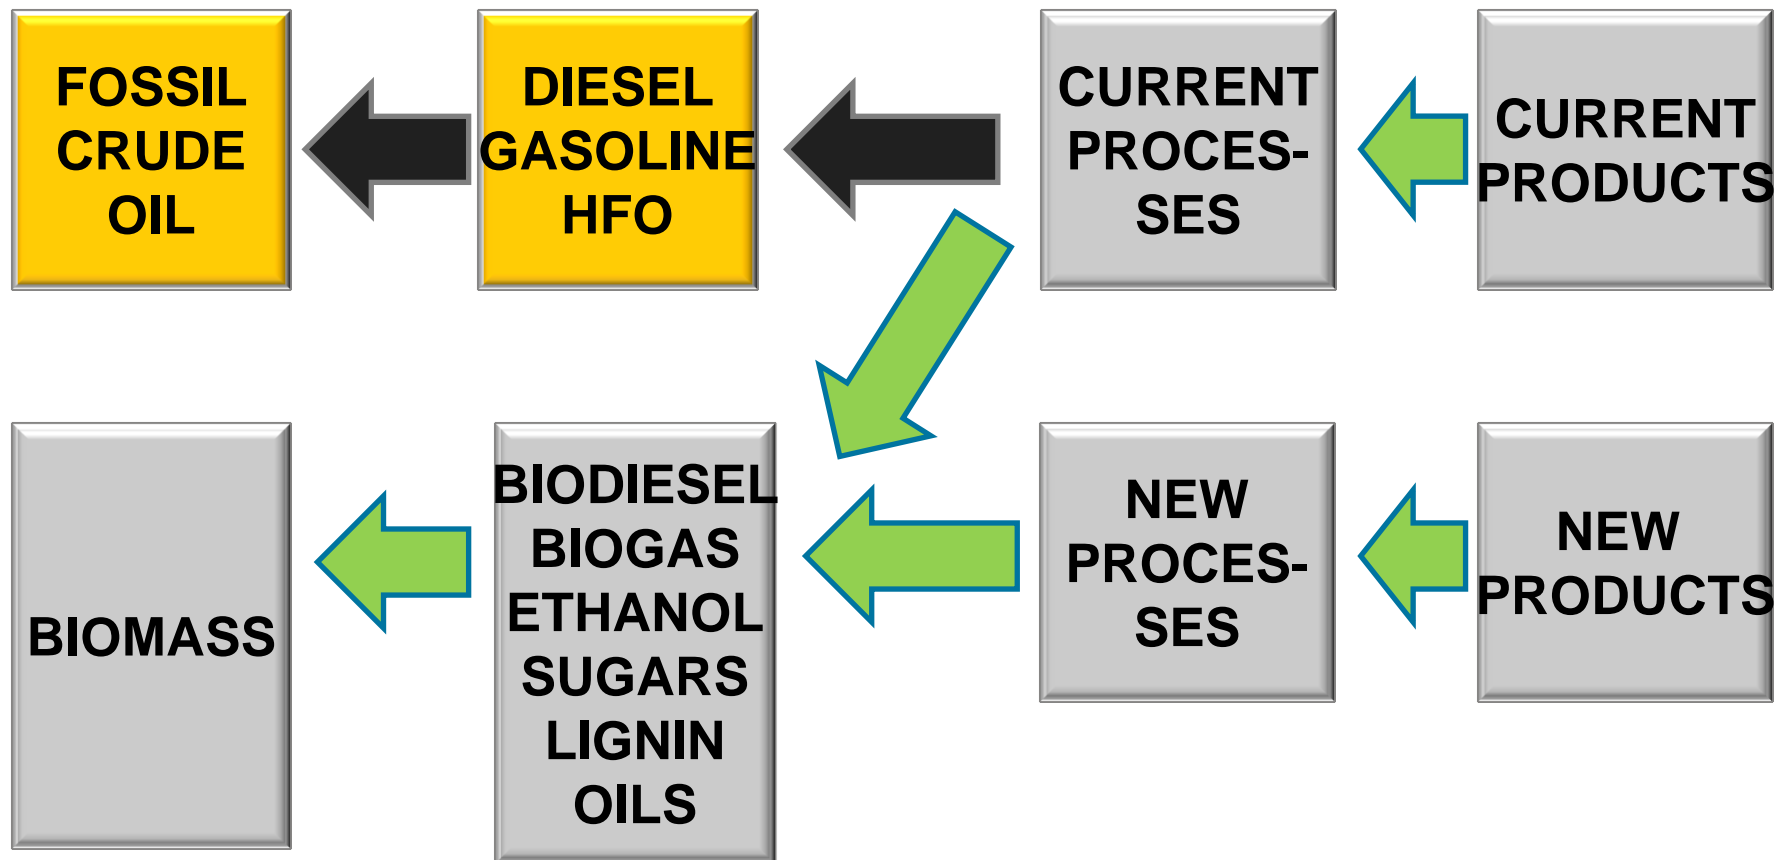 FOSSIL
CRUDE
OIL
DIESEL
GASOLINE
HFO
CURRENT
PROCES-
SES
CURRENT
PRODUCTS
BIOMASS
BIODIESEL
BIOGAS
ETHANOL
SUGARS
LIGNIN
OILS
NEW
PROCES-
SES
NEW
PRODUCTS